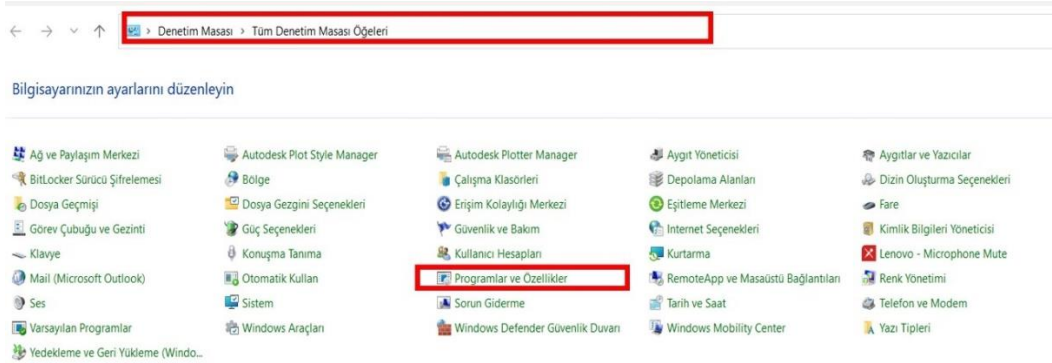 Denetim Masası > Tüm Denetim Masası Öğeleri
Bilgisayarınızın ayarlarını düzenleyin
Ağ ve Paylaşım Merkezi
Autodesk Plot Style Manager
Autodesk Plotter Manager
Aygıt Yöneticisi
Aygıtlar ve Yazıcılar
BitLocker Sürücü Şifrelemesi
Bölge
Çalışma Klasörleri
Depolama Alanları
Dizin Oluşturma Seçenekleri
Dosya Geçmişi
Dosya Gezgini Seçenekleri
Erişim Kolaylığı Merkezi
Eşitleme Merkezi
Fare
Görev Çubuğu ve Gezinti
Güç Seçenekleri
Güvenlik ve Bakım
İnternet Seçenekleri
Kimlik Bilgileri Yöneticisi
Klavye
Konuşma Tanıma
Kullanıcı Hesapları
Kurtarma
Lenovo - Microphone Mute
Mail (Microsoft Outlook)
Otomatik Kullan
Programlar ve Özellikler
RemoteApp ve Masaüstü Bağlantıları
Renk Yönetimi
Ses
Sistem
Sorun Giderme
Tarih ve Saat
Telefon ve Modem
Varsayılan Programlar
Windows Araçları
Windows Defender Güvenlik Duvarı
Windows Mobility Center
Yazı Tipleri
Yedekleme ve Geri Yükleme (Windo...